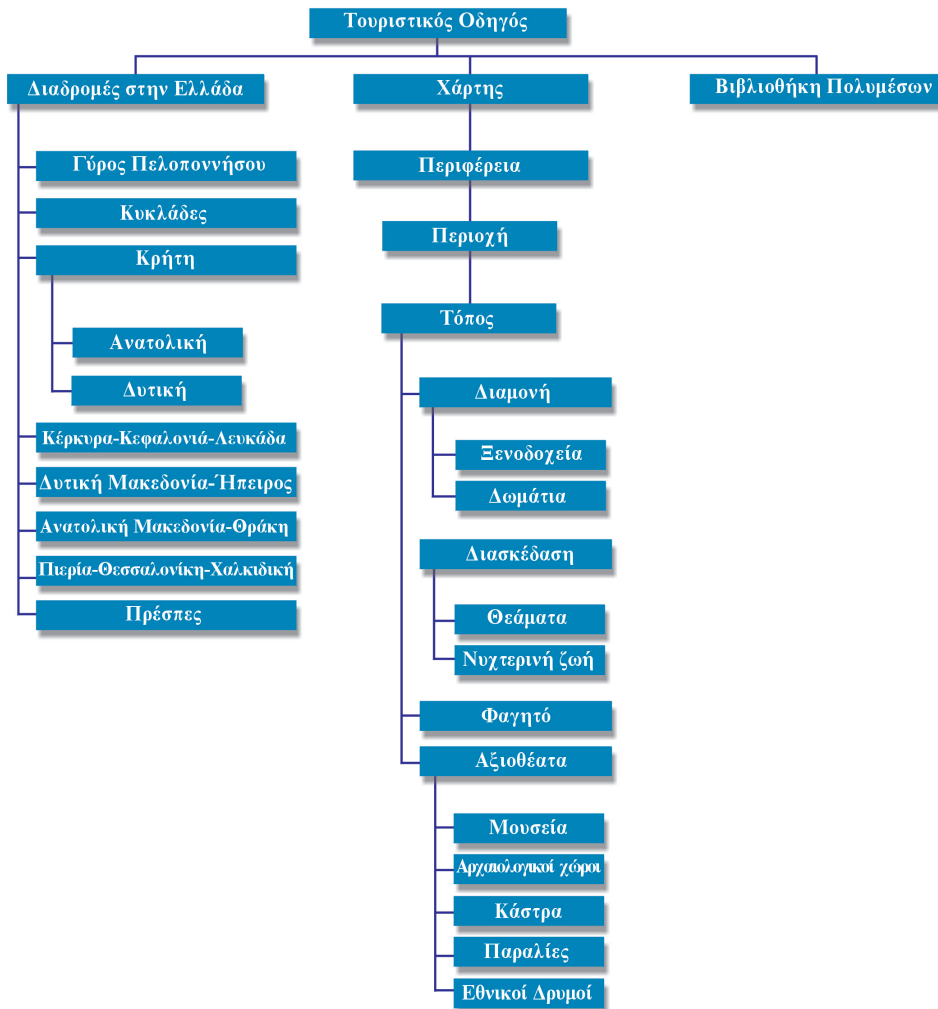 Τουριστικός Οδηγός
Διαδρομές στην Ελλάδα
Χάρτης
Βιβλιοθήκη Πολυμέσων
Γύρος Πελοποννήσου
Κυκλάδες
Κρήτη
Ανατολική
Δυτική
Κέρκυρα-Κεφαλονιά-Λευκάδα
Δυτική Μακεδονία-Ήπειρος
Ανατολική Μακεδονία-Θράκη
Πιερία-Θεσσαλονίκη-Χαλκιδική
Πρέσπες
Περιφέρεια
Περιοχή
Τόπος
Διαμονή
Ξενοδοχεία
Δωμάτια
Διασκέδαση
Θεάματα
Νυχτερινή ζωή
Φαγητό
Αξιοθέατα
Μουσεία
Αρχαιολογικοί χώροι
Κάστρα
Παραλίες
Εθνικοί Δρυμοί